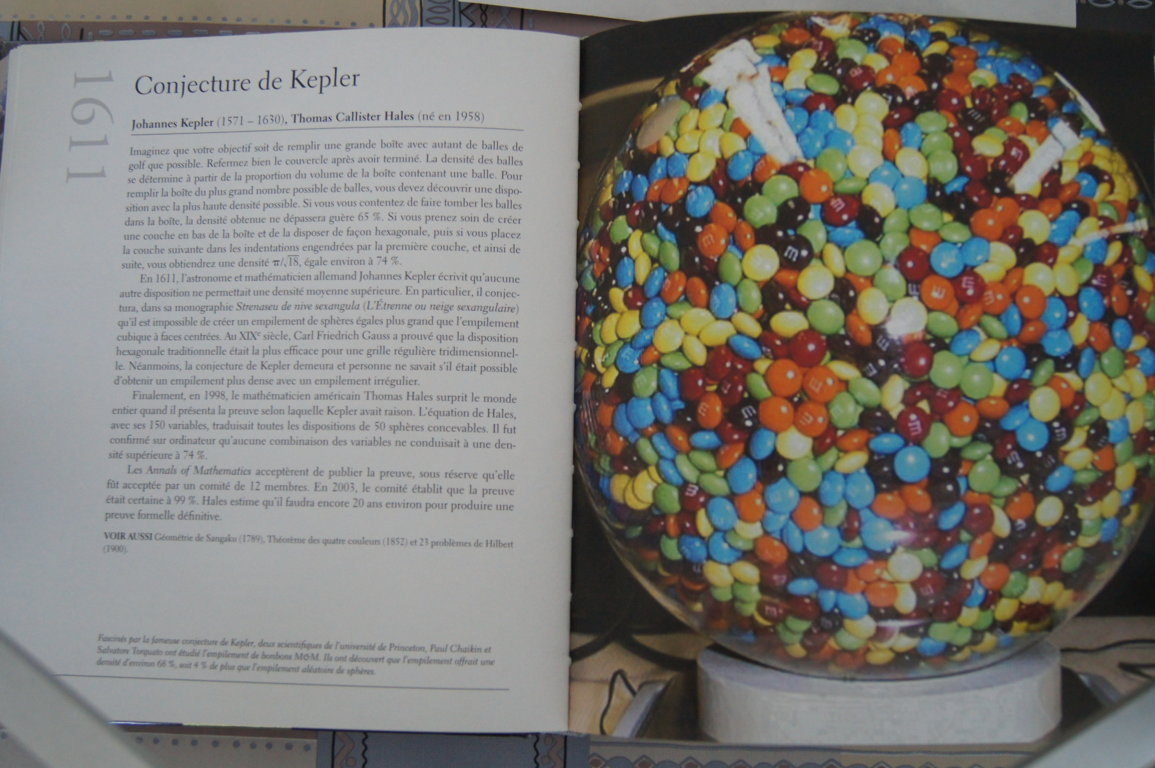 1611
Conjecture de Kepler
Johannes Kepler (1571 – 1630), Thomas Callister Hales (né en 1958)
Imaginez que votre objectif soit de remplir une grande boîte avec autant de balles de
golf que possible. Refermez bien le couvercle après avoir terminé. La densité des balles
se détermine à partir de la proportion du volume de la boîte contenant une balle. Pour
remplir la boîte du plus grand nombre possible de balles, vous devez découvrir une dispo-
sition avec la plus haute densité possible. Si vous vous contentez de faire tomber les balles
dans la boîte, la densité obtenue ne dépassera guère 65 %. Si vous prenez soin de créer
une couche en bas de la boîte et de la disposer de façon hexagonale, puis si vous placez
la couche suivante dans les indentations engendrées par la première couche, et ainsi de
suite, vous obtiendrez une densité π/√18, égale environ à 74 %.
En 1611, l'astronome et mathématicien allemand Johannes Kepler écrivit qu'aucune
autre disposition ne permettait une densité moyenne supérieure. En particulier, il conjec-
tura, dans sa monographie Strenaseu de nive sexangula (L'Étrenne ou neige sexangulaire)
qu'il est impossible de créer un empilement de sphères égales plus grand que l'empilement
cubique à faces centrées. Au XIXe siècle, Carl Friedrich Gauss a prouvé que la disposition
hexagonale traditionnelle était la plus efficace pour une grille régulière tridimensionnel-
le. Néanmoins, la conjecture de Kepler demeura et personne ne savait s'il était possible
d'obtenir un empilement plus dense avec un empilement irrégulier.
Finalement, en 1998, le mathématicien américain Thomas Hales surprit le monde
entier quand il présenta la preuve selon laquelle Kepler avait raison. L'équation de Hales,
avec ses 150 variables, traduisait toutes les dispositions de 50 sphères concevables. Il fut
confirmé sur ordinateur qu'aucune combinaison des variables ne conduisait à une den-
sité supérieure à 74 %.
Les Annals of Mathematics acceptèrent de publier la preuve, sous réserve qu'elle
fût acceptée par un comité de 12 membres. En 2003, le comité établit que la preuve
était certaine à 99 %. Hales estime qu'il faudra encore 20 ans environ pour produire une
preuve formelle définitive.
VOIR AUSSI Géométrie de Sangaku (1789), Théorème des quatre couleurs (1852) et 23 problèmes de Hilbert
(1900).
Fascinés par la fameuse conjecture de Kepler, deux scientifiques de l'université de Princeton, Paul Chaikin et
Salvatore Torquato ont étudié l'empilement de bonbons M&M. Ils ont découvert que l'empilement offrait une
densité d'environ 68 %, soit 4 % de plus que l'empilement aléatoire de sphères.